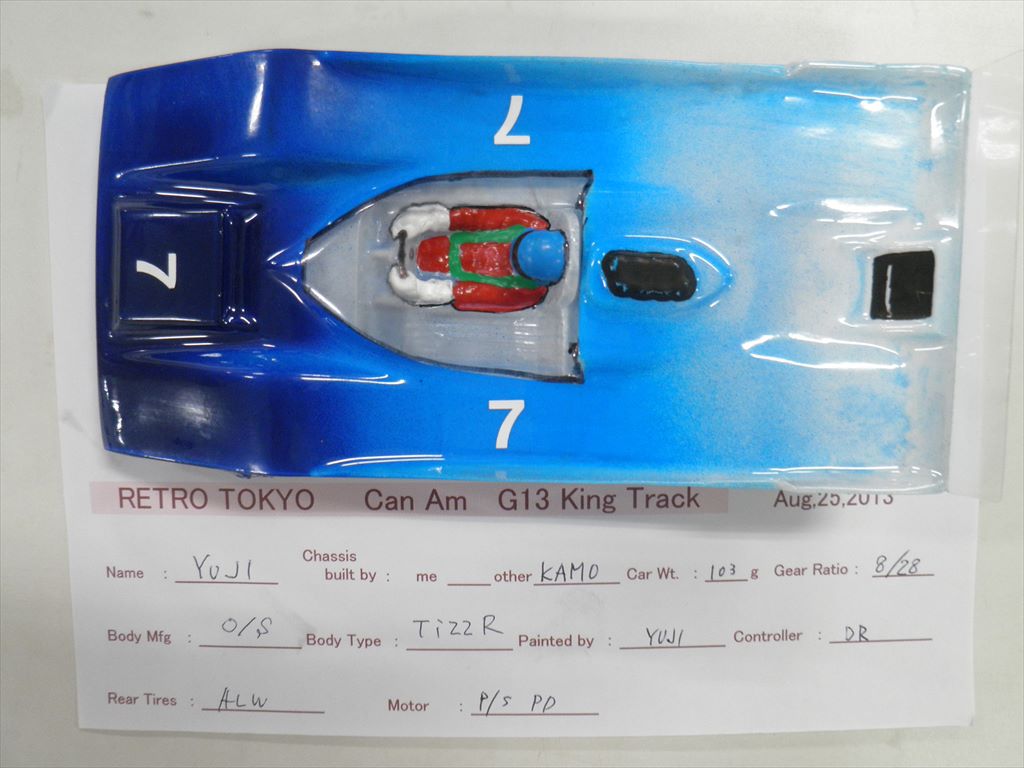 7
7
7
RETRO TOKYO Can Am G13 King Track Aug,25,2013
Name : YUJI Chassis built by : me ____ other KAMO Car Wt. : 103 g Gear Ratio : 8/28
Body Mfg : O/S Body Type : TizzR Painted by : YUJI Controller : DR
Rear Tires : ALW Motor : P/S PD